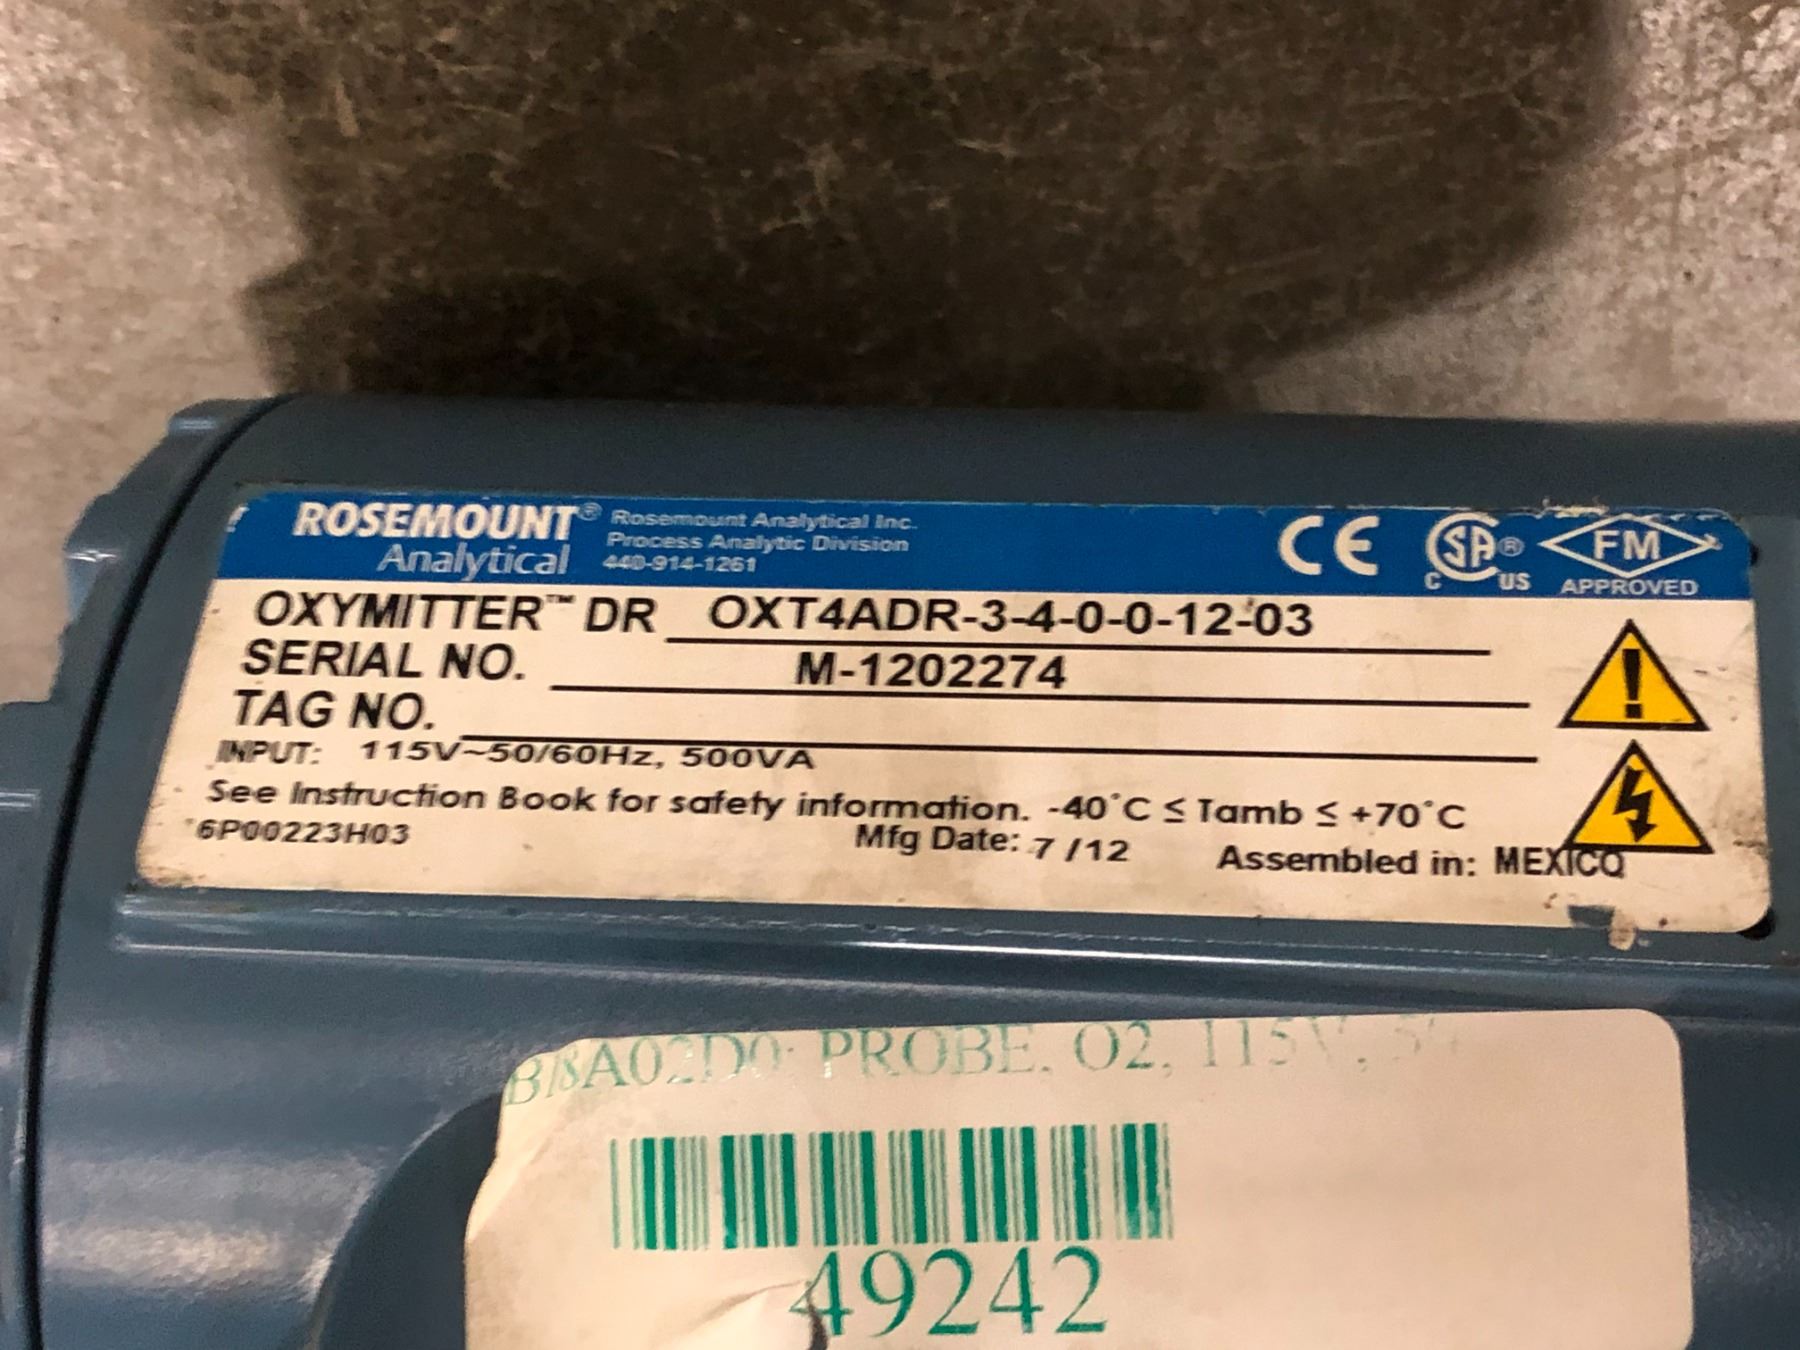 ROSEMOUNT® Rosemount Analytical Inc.
Analytical Process Analytic Division
440-914-1261
CE
SA® C US
FM APPROVED
OXYMITTER™ DR OXT4ADR-3-4-0-0-12-03
SERIAL NO. M-1202274
TAG NO.
INPUT: 115V~50/60Hz, 500VA
See Instruction Book for safety information. -40°C ≤ Tamb ≤ +70°C
6P00223H03 Mfg Date: 7/12 Assembled in: MEXICO
PROBE, O2, 115V,
49242